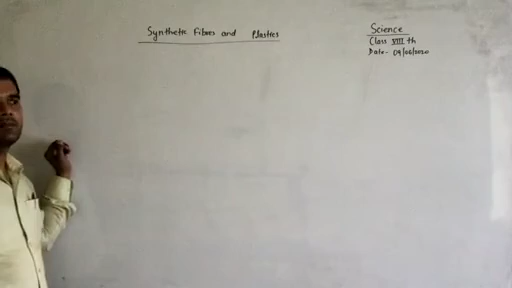 Synthetic Fibres and Plastics
Science
Class VIII th
Date- 09/06/2020